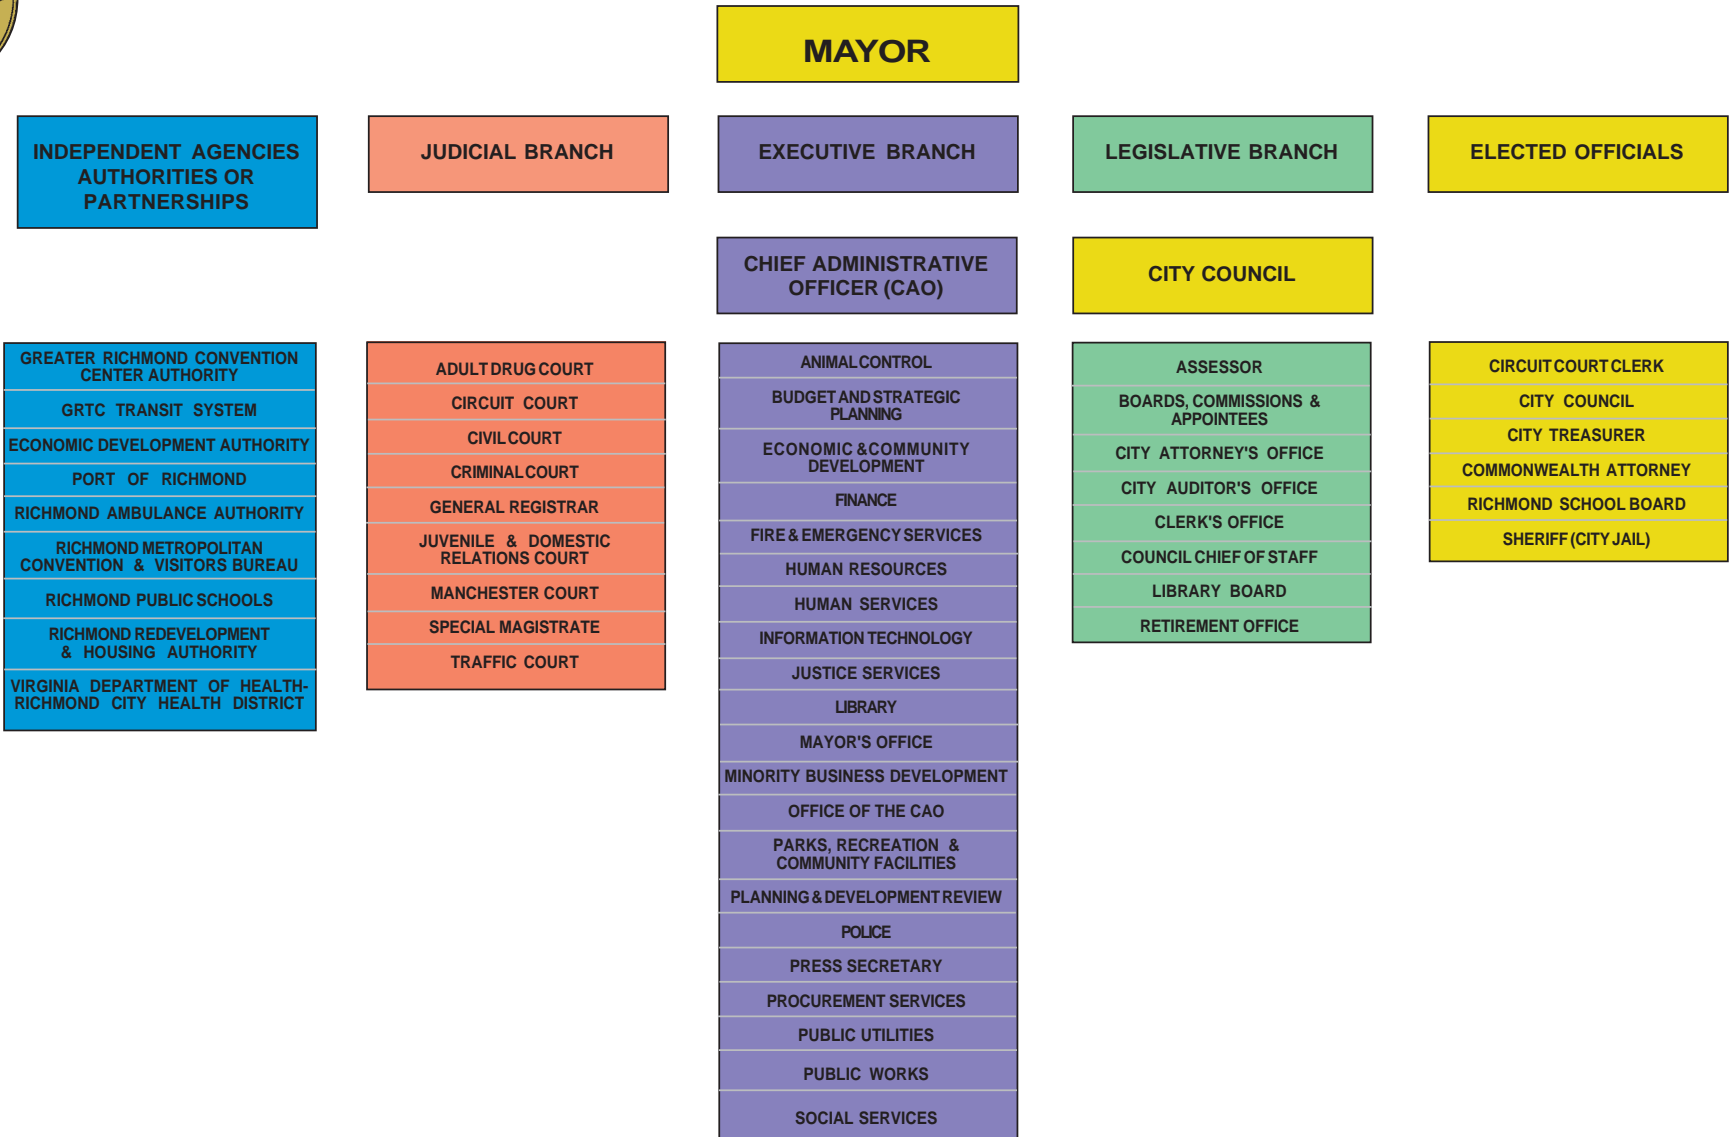 MAYOR
INDEPENDENT AGENCIES
AUTHORITIES OR
PARTNERSHIPS
JUDICIAL BRANCH
EXECUTIVE BRANCH
LEGISLATIVE BRANCH
ELECTED OFFICIALS
CHIEF ADMINISTRATIVE
OFFICER (CAO)
CITY COUNCIL
GREATER RICHMOND CONVENTION
CENTER AUTHORITY
GRTC TRANSIT SYSTEM
ECONOMIC DEVELOPMENT AUTHORITY
PORT OF RICHMOND
RICHMOND AMBULANCE AUTHORITY
RICHMOND METROPOLITAN
CONVENTION & VISITORS BUREAU
RICHMOND PUBLIC SCHOOLS
RICHMOND REDEVELOPMENT
& HOUSING AUTHORITY
VIRGINIA DEPARTMENT OF HEALTH-
RICHMOND CITY HEALTH DISTRICT
ADULT DRUG COURT
CIRCUIT COURT
CIVIL COURT
CRIMINAL COURT
GENERAL REGISTRAR
JUVENILE & DOMESTIC
RELATIONS COURT
MANCHESTER COURT
SPECIAL MAGISTRATE
TRAFFIC COURT
ANIMAL CONTROL
BUDGET AND STRATEGIC
PLANNING
ECONOMIC & COMMUNITY
DEVELOPMENT
FINANCE
FIRE & EMERGENCY SERVICES
HUMAN RESOURCES
HUMAN SERVICES
INFORMATION TECHNOLOGY
JUSTICE SERVICES
LIBRARY
MAYOR'S OFFICE
MINORITY BUSINESS DEVELOPMENT
OFFICE OF THE CAO
PARKS, RECREATION &
COMMUNITY FACILITIES
PLANNING & DEVELOPMENT REVIEW
POLICE
PRESS SECRETARY
PROCUREMENT SERVICES
PUBLIC UTILITIES
PUBLIC WORKS
SOCIAL SERVICES
ASSESSOR
BOARDS, COMMISSIONS &
APPOINTEES
CITY ATTORNEY'S OFFICE
CITY AUDITOR'S OFFICE
CLERK'S OFFICE
COUNCIL CHIEF OF STAFF
LIBRARY BOARD
RETIREMENT OFFICE
CIRCUIT COURT CLERK
CITY COUNCIL
CITY TREASURER
COMMONWEALTH ATTORNEY
RICHMOND SCHOOL BOARD
SHERIFF (CITY JAIL)